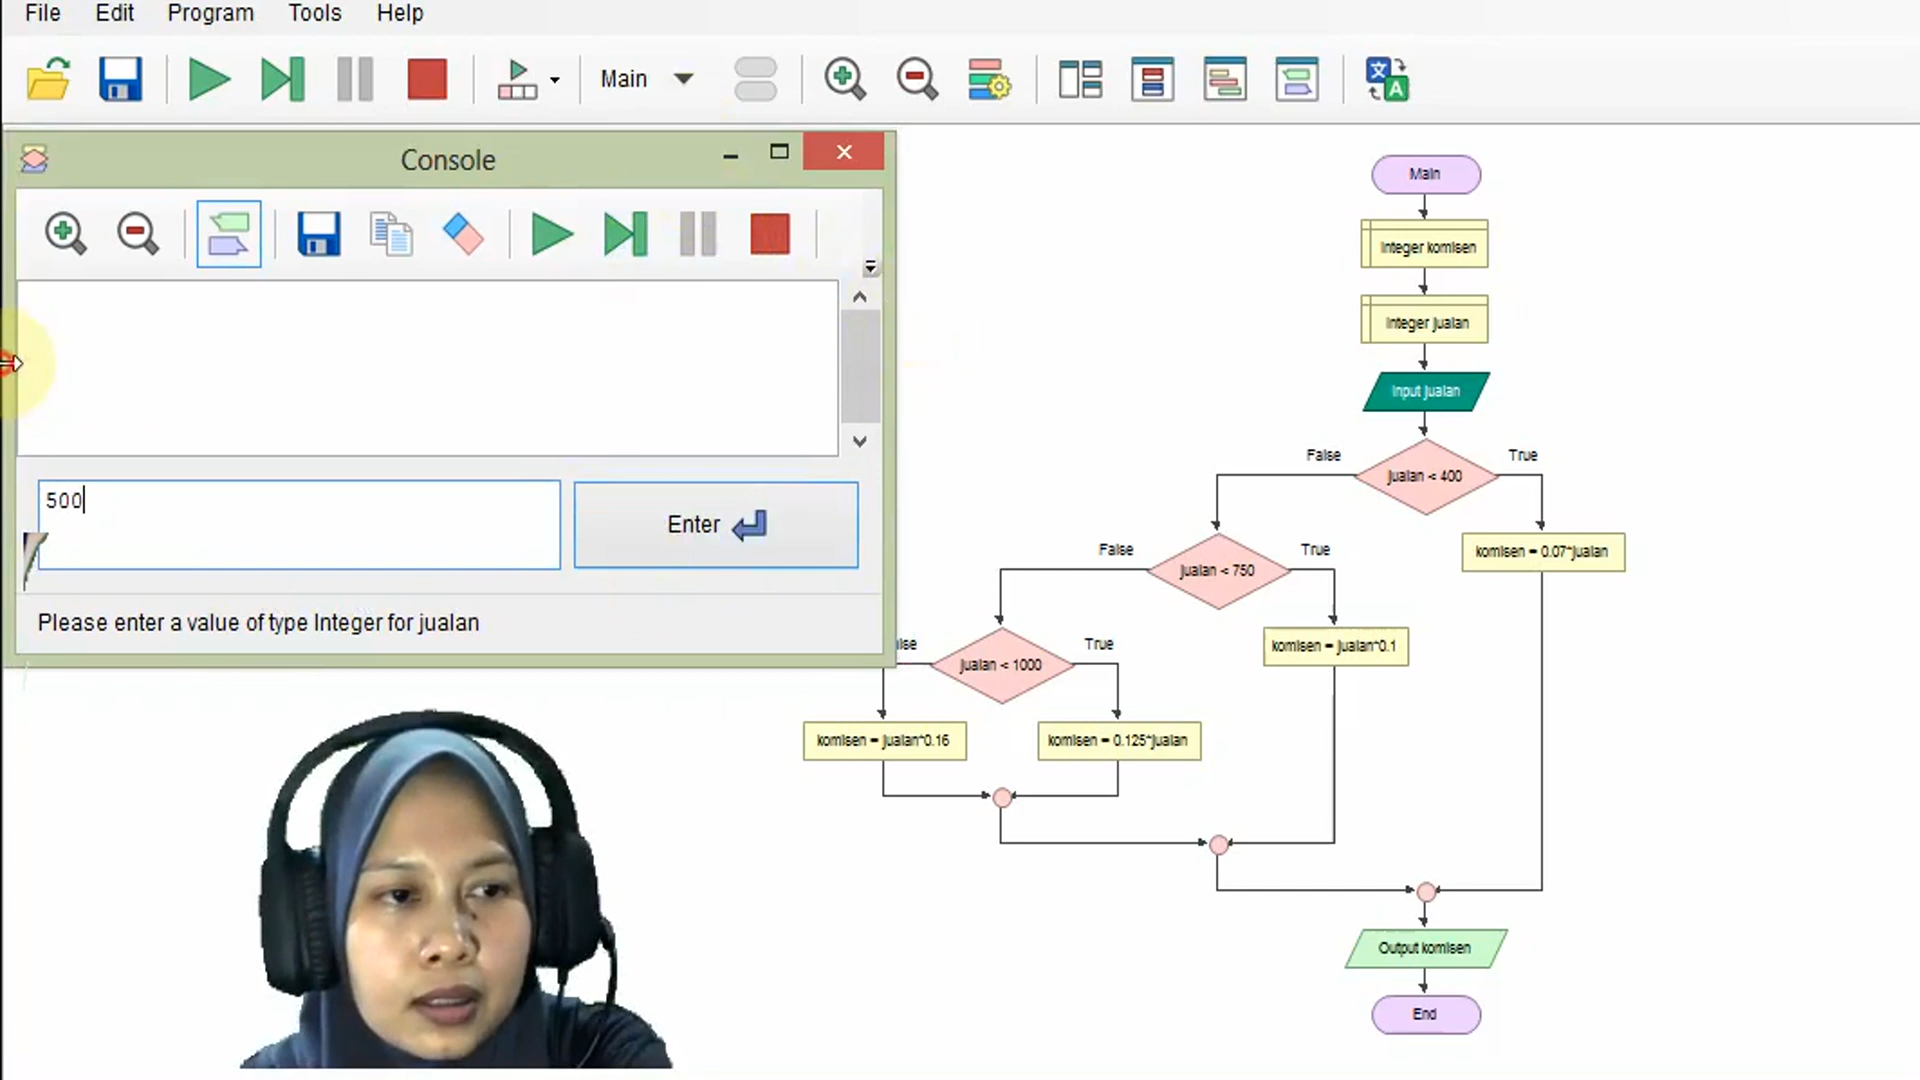 File Edit Program Tools Help
Main
Console
500
Enter
Please enter a value of type Integer for jualan
Main
Integer komisen
Integer jualan
Input jualan
False
True
jualan < 400
komisen = 0.07*jualan
False
True
jualan < 750
komisen = jualan*0.1
lse
True
jualan < 1000
komisen = jualan*0.16
komisen = 0.125*jualan
Output komisen
End